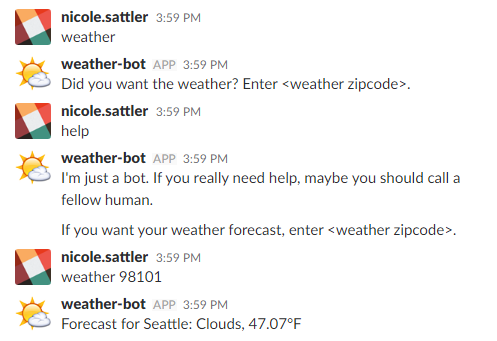 nicole.sattler 3:59 PM
weather
weather-bot APP 3:59 PM
Did you want the weather? Enter <weather zipcode>.
nicole.sattler 3:59 PM
help
weather-bot APP 3:59 PM
I'm just a bot. If you really need help, maybe you should call a
fellow human.
If you want your weather forecast, enter <weather zipcode>.
nicole.sattler 3:59 PM
weather 98101
weather-bot APP 3:59 PM
Forecast for Seattle: Clouds, 47.07°F